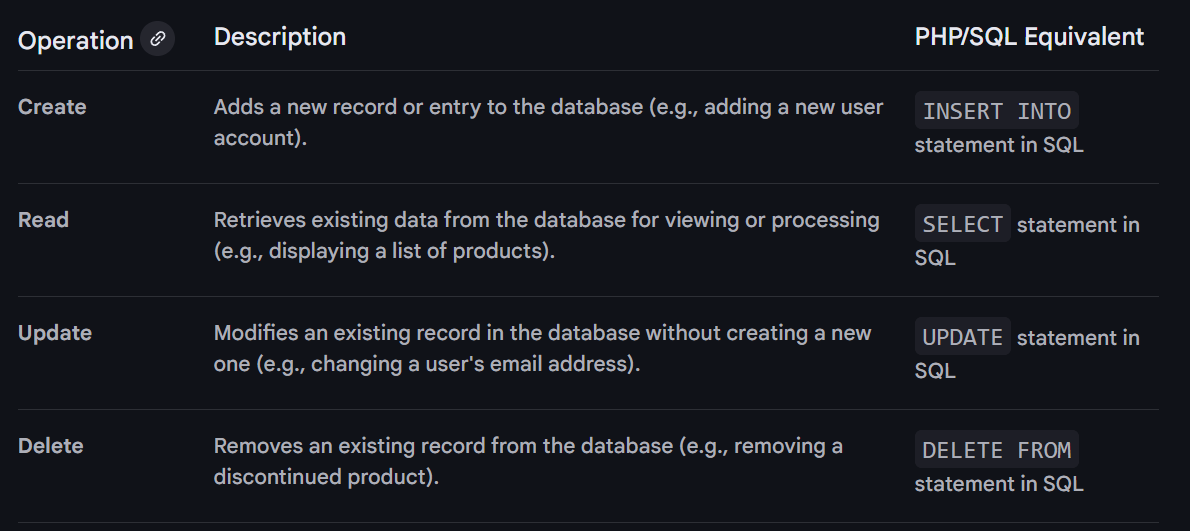 Operation Description PHP/SQL Equivalent
Create Adds a new record or entry to the database (e.g., adding a new user INSERT INTO
account). statement in SQL
Read Retrieves existing data from the database for viewing or processing SELECT statement in
(e.g., displaying a list of products). SQL
Update Modifies an existing record in the database without creating a new UPDATE statement in
one (e.g., changing a user's email address). SQL
Delete Removes an existing record from the database (e.g., removing a DELETE FROM
discontinued product). statement in SQL